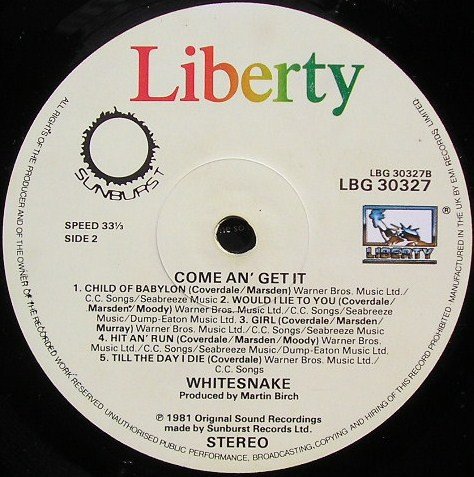 Liberty
SUNBURST
LBG 30327B
LBG 30327
SPEED 33⅓
SIDE 2
®
LIBERTY
COME AN' GET IT
1. CHILD OF BABYLON (Coverdale/Marsden) Warner Bros. Music Ltd./
C.C. Songs/Seabreeze Music 2. WOULD I LIE TO YOU (Coverdale/
Marsden/Moody) Warner Bros. Music Ltd./C.C. Songs/
Seabreeze Music/Dump-Eaton Music Ltd. 3. GIRL (Coverdale/Marsden/
Murray) Warner Bros. Music Ltd./C.C. Songs/Seabreeze Music
4. HIT AN' RUN (Coverdale/Marsden/Moody) Warner Bros. Music Ltd./
C.C. Songs/Seabreeze Music/Dump-Eaton Music Ltd.
5. TILL THE DAY I DIE (Coverdale) Warner Bros. Music Ltd./
C.C. Songs
WHITESNAKE
Produced by Martin Birch
℗ 1981 Original Sound Recordings
made by Sunburst Records Ltd.
STEREO
ALL RIGHTS OF THE PRODUCER AND OF THE OWNER OF THE RECORDED WORK RESERVED UNAUTHORISED PUBLIC PERFORMANCE, BROADCASTING, COPYING AND HIRING OF THIS RECORD PROHIBITED · MANUFACTURED IN THE UK BY EMI RECORDS LIMITED